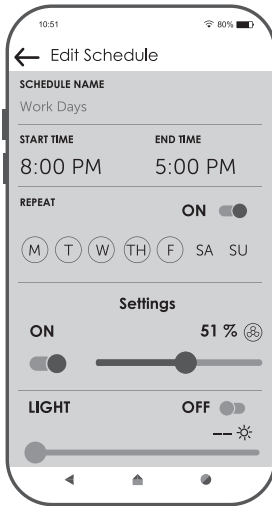 10:51 80%
Edit Schedule
SCHEDULE NAME
Work Days
START TIME END TIME
8:00 PM 5:00 PM
REPEAT ON
M T W TH F SA SU
Settings
ON 51 %
LIGHT OFF
--